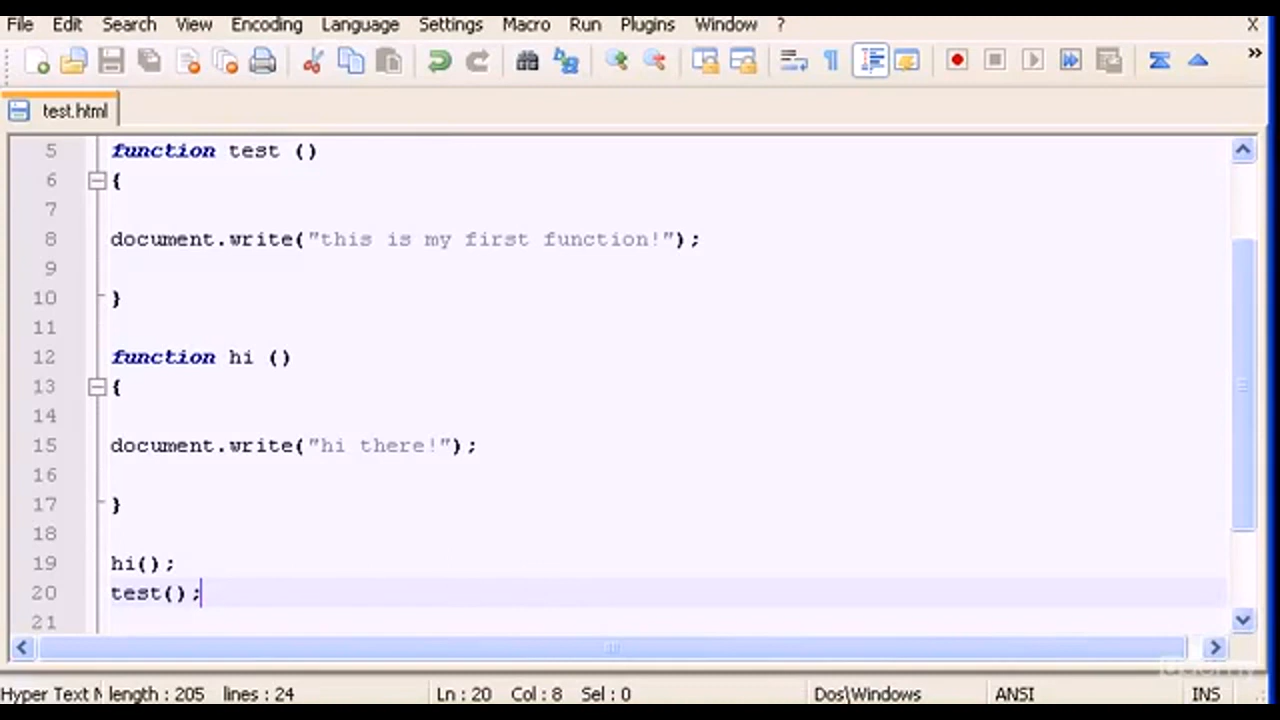 File Edit Search View Encoding Language Settings Macro Run Plugins Window ? X
»
test.html
5 function test ()
6 {
7
8 document.write("this is my first function!");
9
10 }
11
12 function hi ()
13 {
14
15 document.write("hi there!");
16
17 }
18
19 hi();
20 test();
21
Hyper Text length : 205 lines : 24 Ln : 20 Col : 8 Sel : 0 Dos\Windows ANSI INS